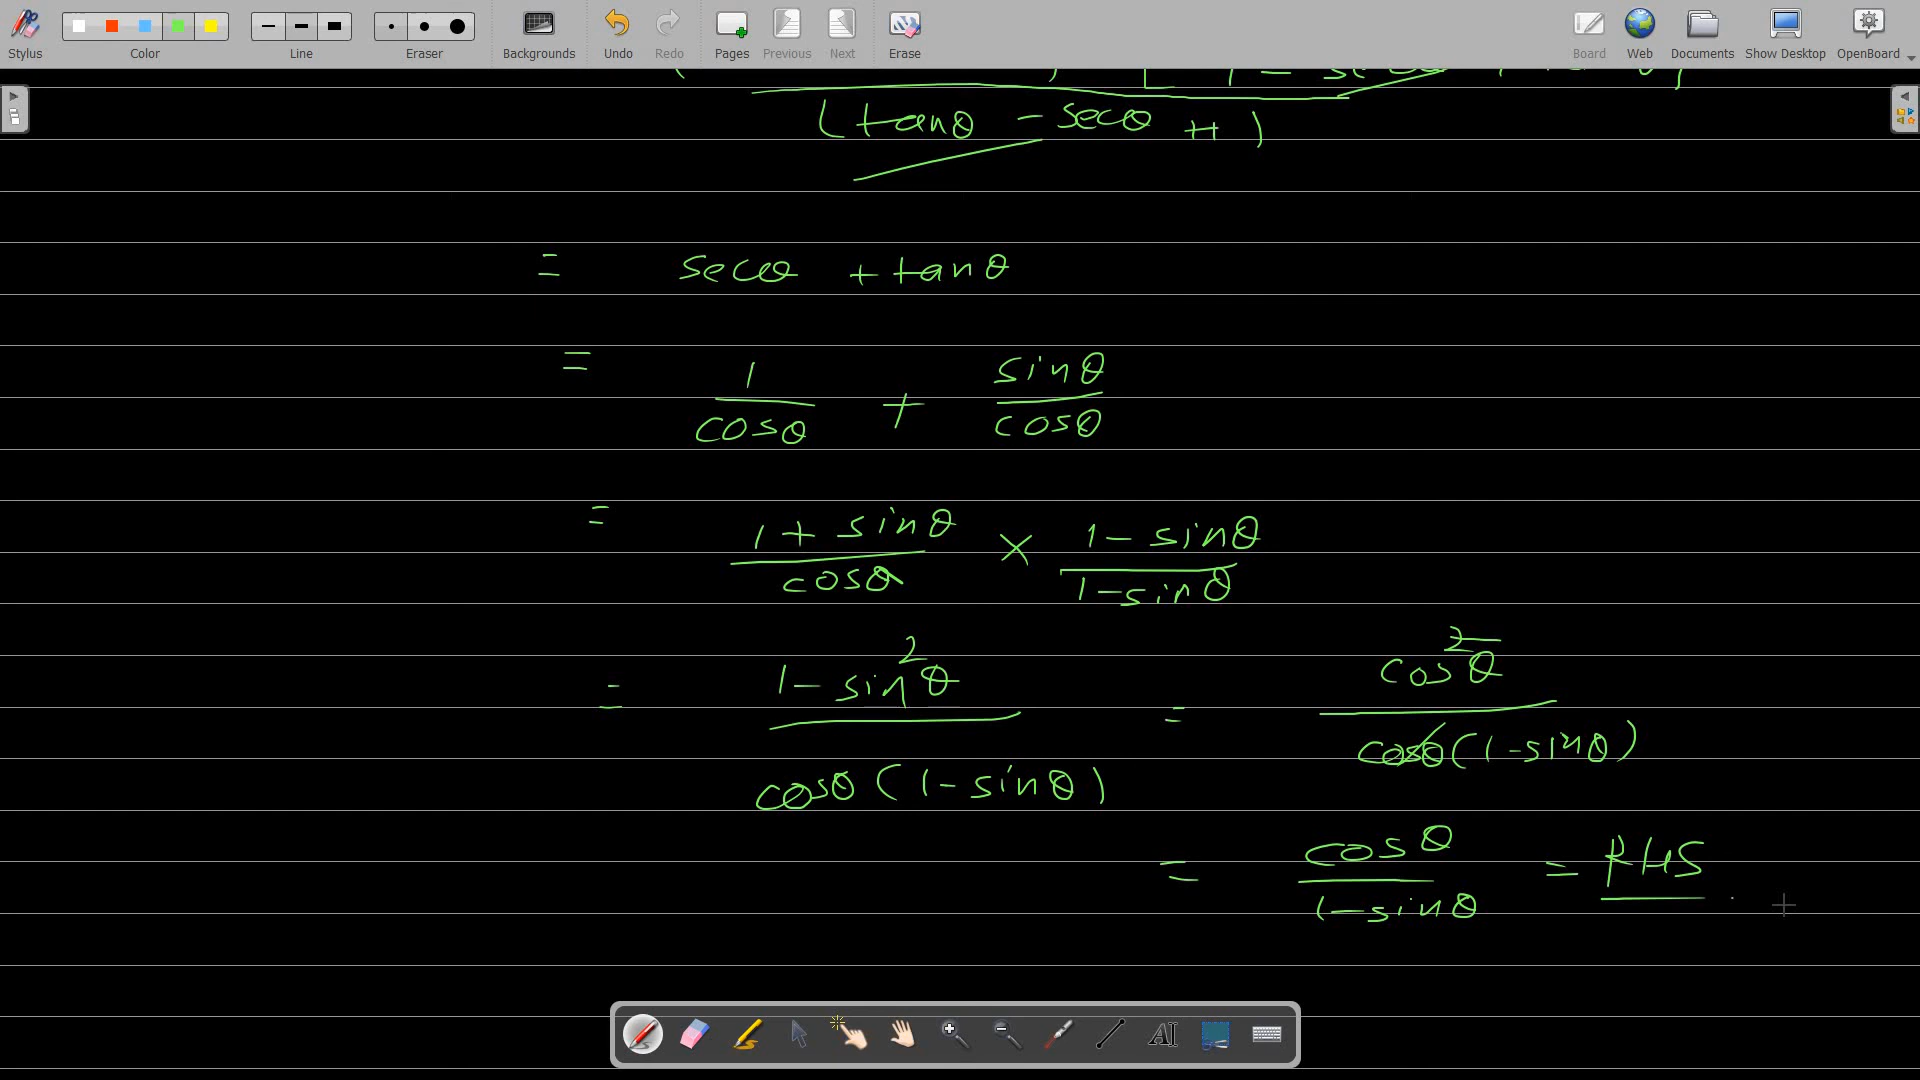 Stylus Color Line Eraser Backgrounds Undo Redo Pages Previous Next Erase Board Web Documents Show Desktop OpenBoard
(tanθ - secθ + 1)
= secθ + tanθ
= 1/cosθ + sinθ/cosθ
= (1 + sinθ)/cosθ × (1 - sinθ)/(1 - sinθ)
= (1 - sin²θ)/(cosθ(1 - sinθ)) = cos²θ/(cosθ(1 - sinθ))
= cosθ/(1 - sinθ) = RHS
AI